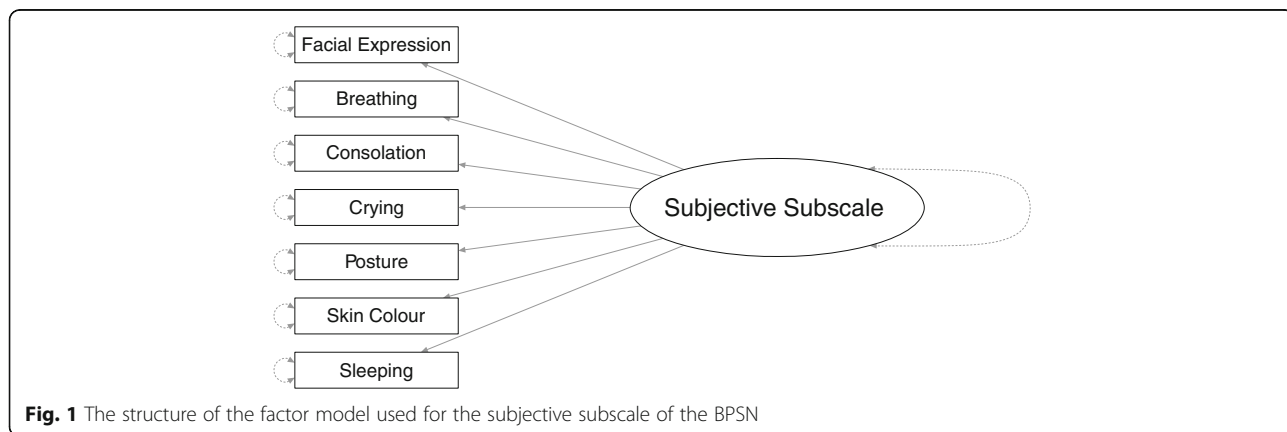 Facial Expression
Breathing
Consolation
Crying
Posture
Skin Colour
Sleeping
Subjective Subscale
Fig. 1 The structure of the factor model used for the subjective subscale of the BPSN